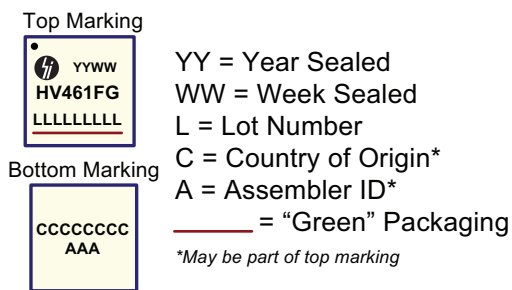 Top Marking
YYWW
HV461FG
LLLLLLLLL
Bottom Marking
CCCCCCCC
AAA
YY = Year Sealed
WW = Week Sealed
L = Lot Number
C = Country of Origin*
A = Assembler ID*
= “Green” Packaging
*May be part of top marking